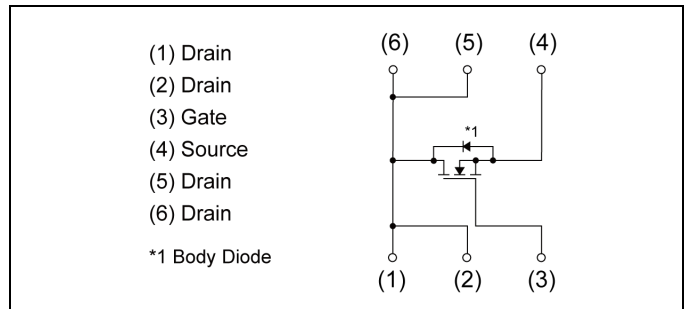 (1) Drain
(2) Drain
(3) Gate
(4) Source
(5) Drain
(6) Drain
*1 Body Diode
(6) (5) (4)
*1
(1) (2) (3)